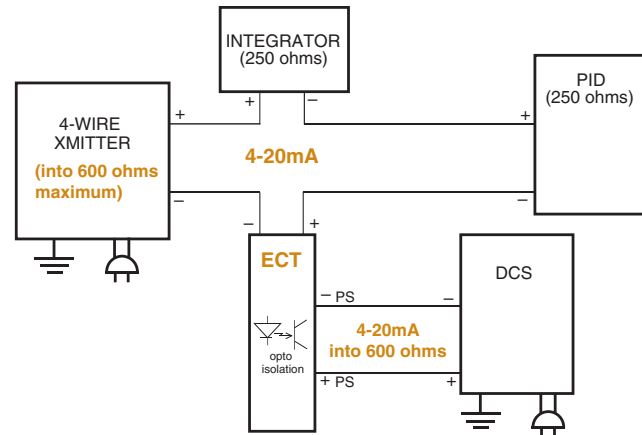 INTEGRATOR
(250 ohms)
+
−
PID
(250 ohms)
+
−
4-WIRE
XMITTER
(into 600 ohms
maximum)
+
−
4-20mA
−
+
ECT
opto
isolation
− PS
+ PS
4-20mA
into 600 ohms
DCS
−
+